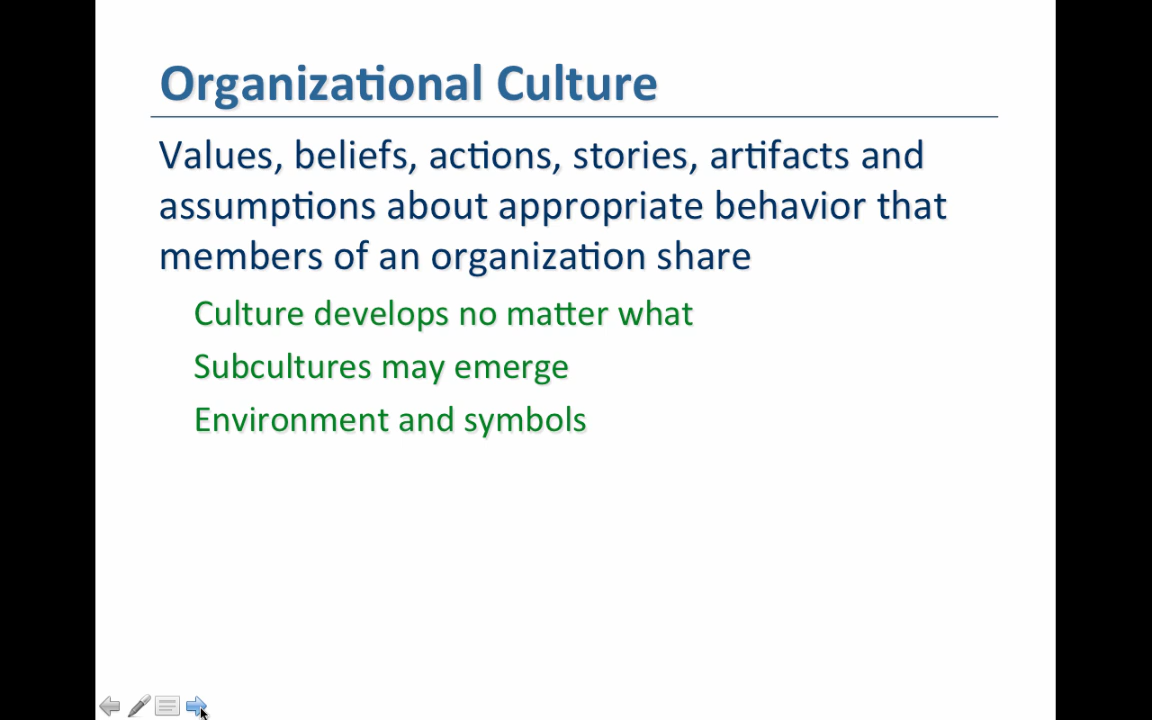 Organizational Culture
Values, beliefs, actions, stories, artifacts and
assumptions about appropriate behavior that
members of an organization share
Culture develops no matter what
Subcultures may emerge
Environment and symbols